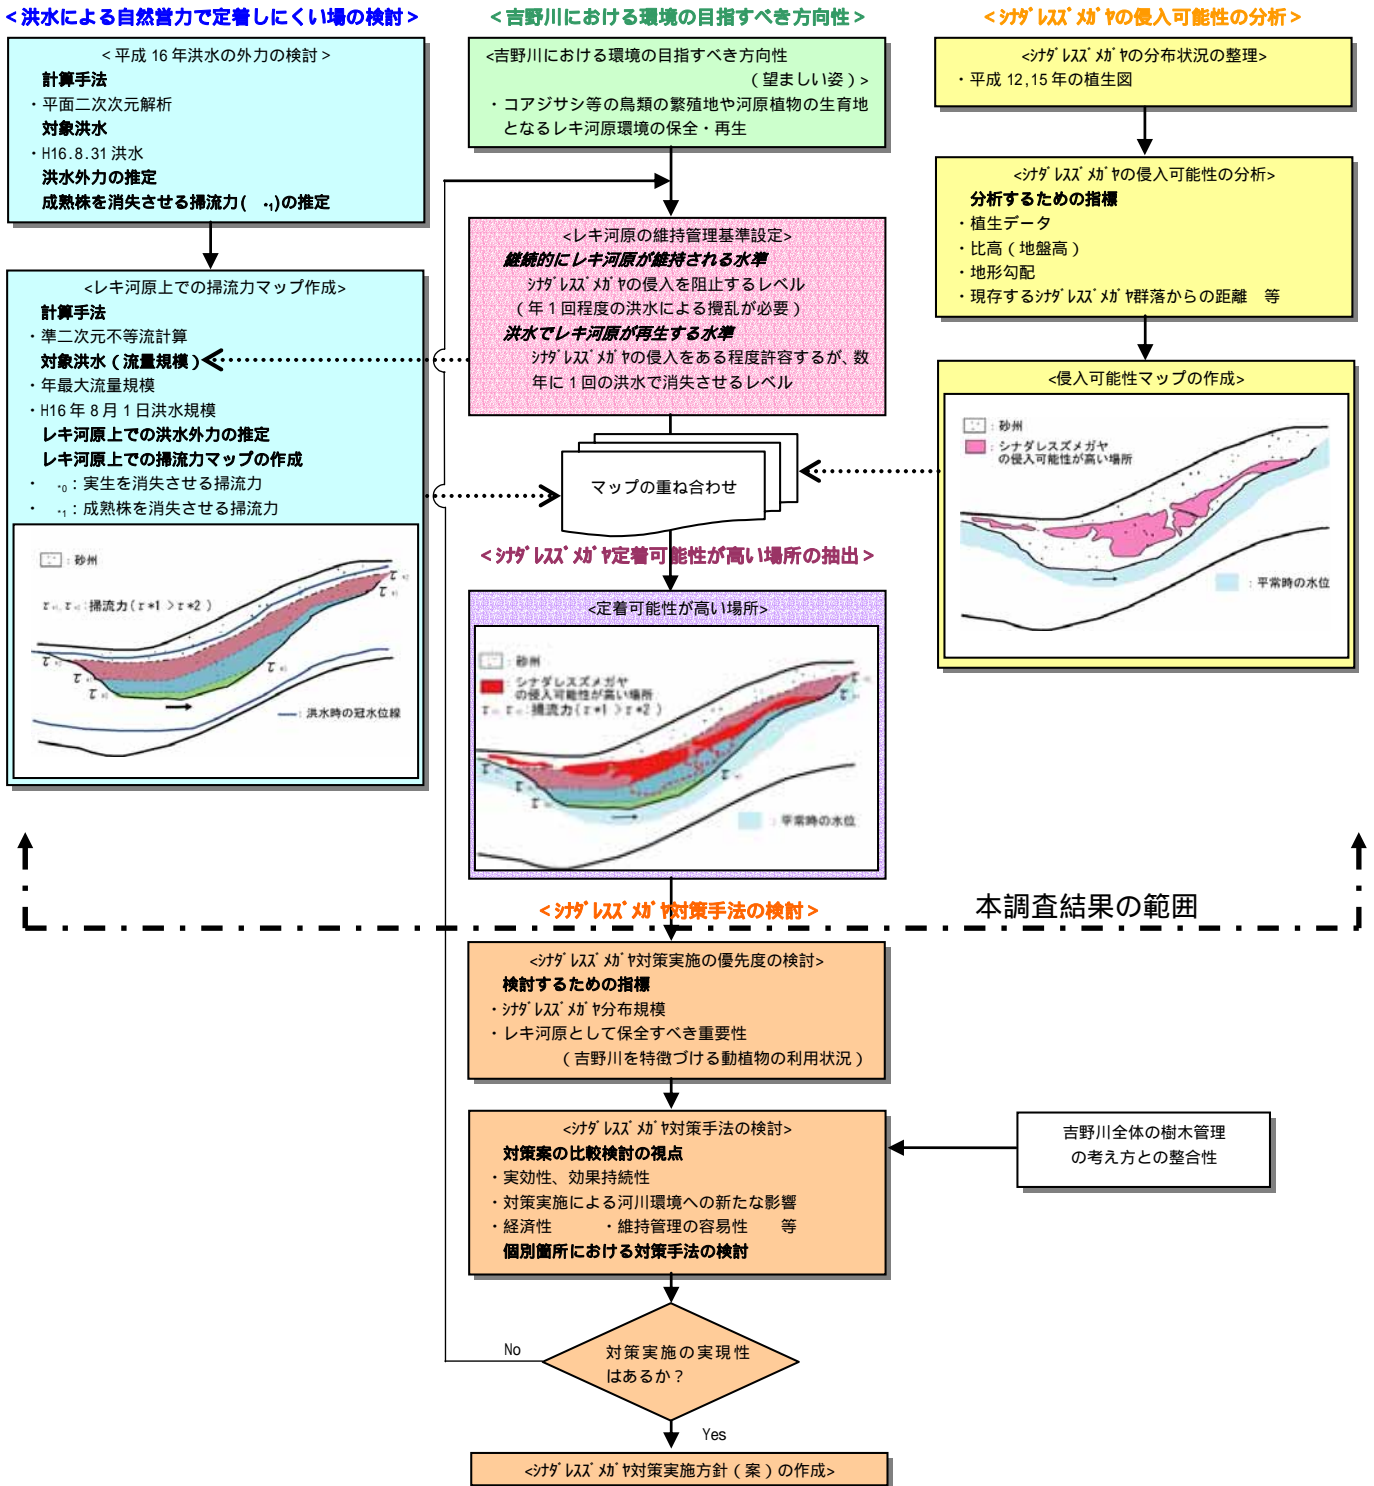 <洪水による自然営力で定着しにくい場の検討>
<平成16年洪水の外力の検討>
計算手法
・平面二次次元解析
対象洪水
・H16.8.31洪水
洪水外力の推定
成熟株を消失させる掃流力( *1)の推定
<レキ河原上での掃流力マップ作成>
計算手法
・準二次元不等流計算
対象洪水（流量規模）
・年最大流量規模
・H16年8月1日洪水規模
レキ河原上での洪水外力の推定
レキ河原上での掃流力マップの作成
・ *0：実生を消失させる掃流力
・ *1：成熟株を消失させる掃流力
：砂州
:掃流力(τ*1 >τ*2 )
：洪水時の冠水位線
<吉野川における環境の目指すべき方向性>
<吉野川における環境の目指すべき方向性
（望ましい姿）>
・コアジサシ等の鳥類の繁殖地や河原植物の生育地
となるレキ河原環境の保全・再生
<レキ河原の維持管理基準設定>
継続的にレキ河原が維持される水準
ｼﾅﾀﾞﾚｽｽﾞﾒｶﾞﾔの侵入を阻止するレベル
（年1回程度の洪水による攪乱が必要）
洪水でレキ河原が再生する水準
ｼﾅﾀﾞﾚｽｽﾞﾒｶﾞﾔの侵入をある程度許容するが、数
年に1回の洪水で消失させるレベル
マップの重ね合わせ
<ｼﾅﾀﾞﾚｽｽﾞﾒｶﾞﾔ定着可能性が高い場所の抽出>
<定着可能性が高い場所>
：砂州
：シナダレスズメガヤ
の侵入可能性が高い場所
:掃流力(τ*1 >τ*2 )
：平常時の水位
<ｼﾅﾀﾞﾚｽｽﾞﾒｶﾞﾔの侵入可能性の分析>
<ｼﾅﾀﾞﾚｽｽﾞﾒｶﾞﾔの分布状況の整理>
・平成12,15年の植生図
<ｼﾅﾀﾞﾚｽｽﾞﾒｶﾞﾔの侵入可能性の分析>
分析するための指標
・植生データ
・比高（地盤高）
・地形勾配
・現存するｼﾅﾀﾞﾚｽｽﾞﾒｶﾞﾔ群落からの距離 等
<侵入可能性マップの作成>
：砂州
：シナダレスズメガヤ
の侵入可能性が高い場所
：平常時の水位
本調査結果の範囲
<ｼﾅﾀﾞﾚｽｽﾞﾒｶﾞﾔ対策手法の検討>
<ｼﾅﾀﾞﾚｽｽﾞﾒｶﾞﾔ対策実施の優先度の検討>
検討するための指標
・ｼﾅﾀﾞﾚｽｽﾞﾒｶﾞﾔ分布規模
・レキ河原として保全すべき重要性
（吉野川を特徴づける動植物の利用状況）
<ｼﾅﾀﾞﾚｽｽﾞﾒｶﾞﾔ対策手法の検討>
対策案の比較検討の視点
・実効性、効果持続性
・対策実施による河川環境への新たな影響
・経済性 ・維持管理の容易性 等
個別箇所における対策手法の検討
吉野川全体の樹木管理
の考え方との整合性
対策実施の実現性
はあるか？
No
Yes
<ｼﾅﾀﾞﾚｽｽﾞﾒｶﾞﾔ対策実施方針（案）の作成>